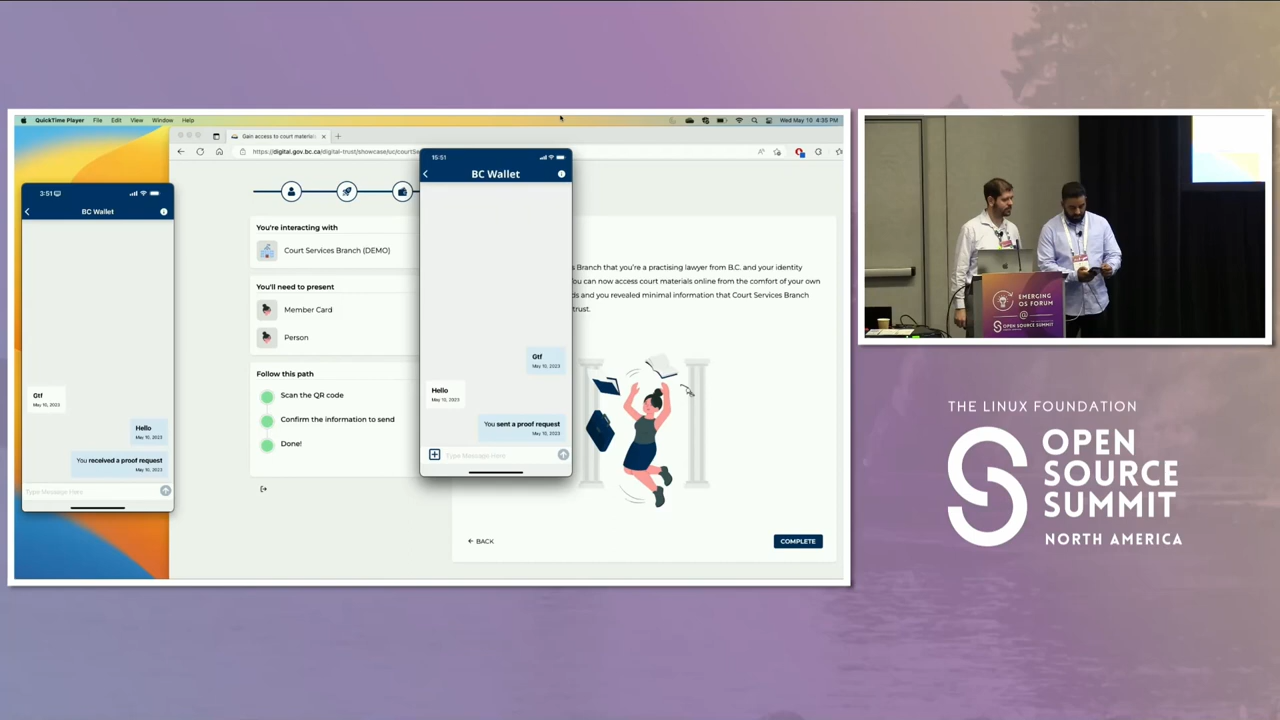 QuickTime Player File Edit View Window Help
Wed May 10 4:35 PM
Gain access to court materials
https://digital.gov.bc.ca/digital-trust/showcase/uc/courtSe
You're interacting with
Court Services Branch (DEMO)
You'll need to present
Member Card
Person
Follow this path
Scan the QR code
Confirm the information to send
Done!
Branch that you're a practising lawyer from B.C. and your identity
ou can now access court materials online from the comfort of your own
ds and you revealed minimal information that Court Services Branch
trust.
BACK
COMPLETE
3:51
BC Wallet
Gtf
May 10, 2023
Hello
May 10, 2023
You received a proof request
May 10, 2023
Type Message Here
15:51
BC Wallet
Gtf
May 10, 2023
Hello
May 10, 2023
You sent a proof request
May 10, 2023
Type Message Here
EMERGING
OS FORUM
@
OPEN SOURCE SUMMIT
THE LINUX FOUNDATION
OPEN
SOURCE
SUMMIT
NORTH AMERICA